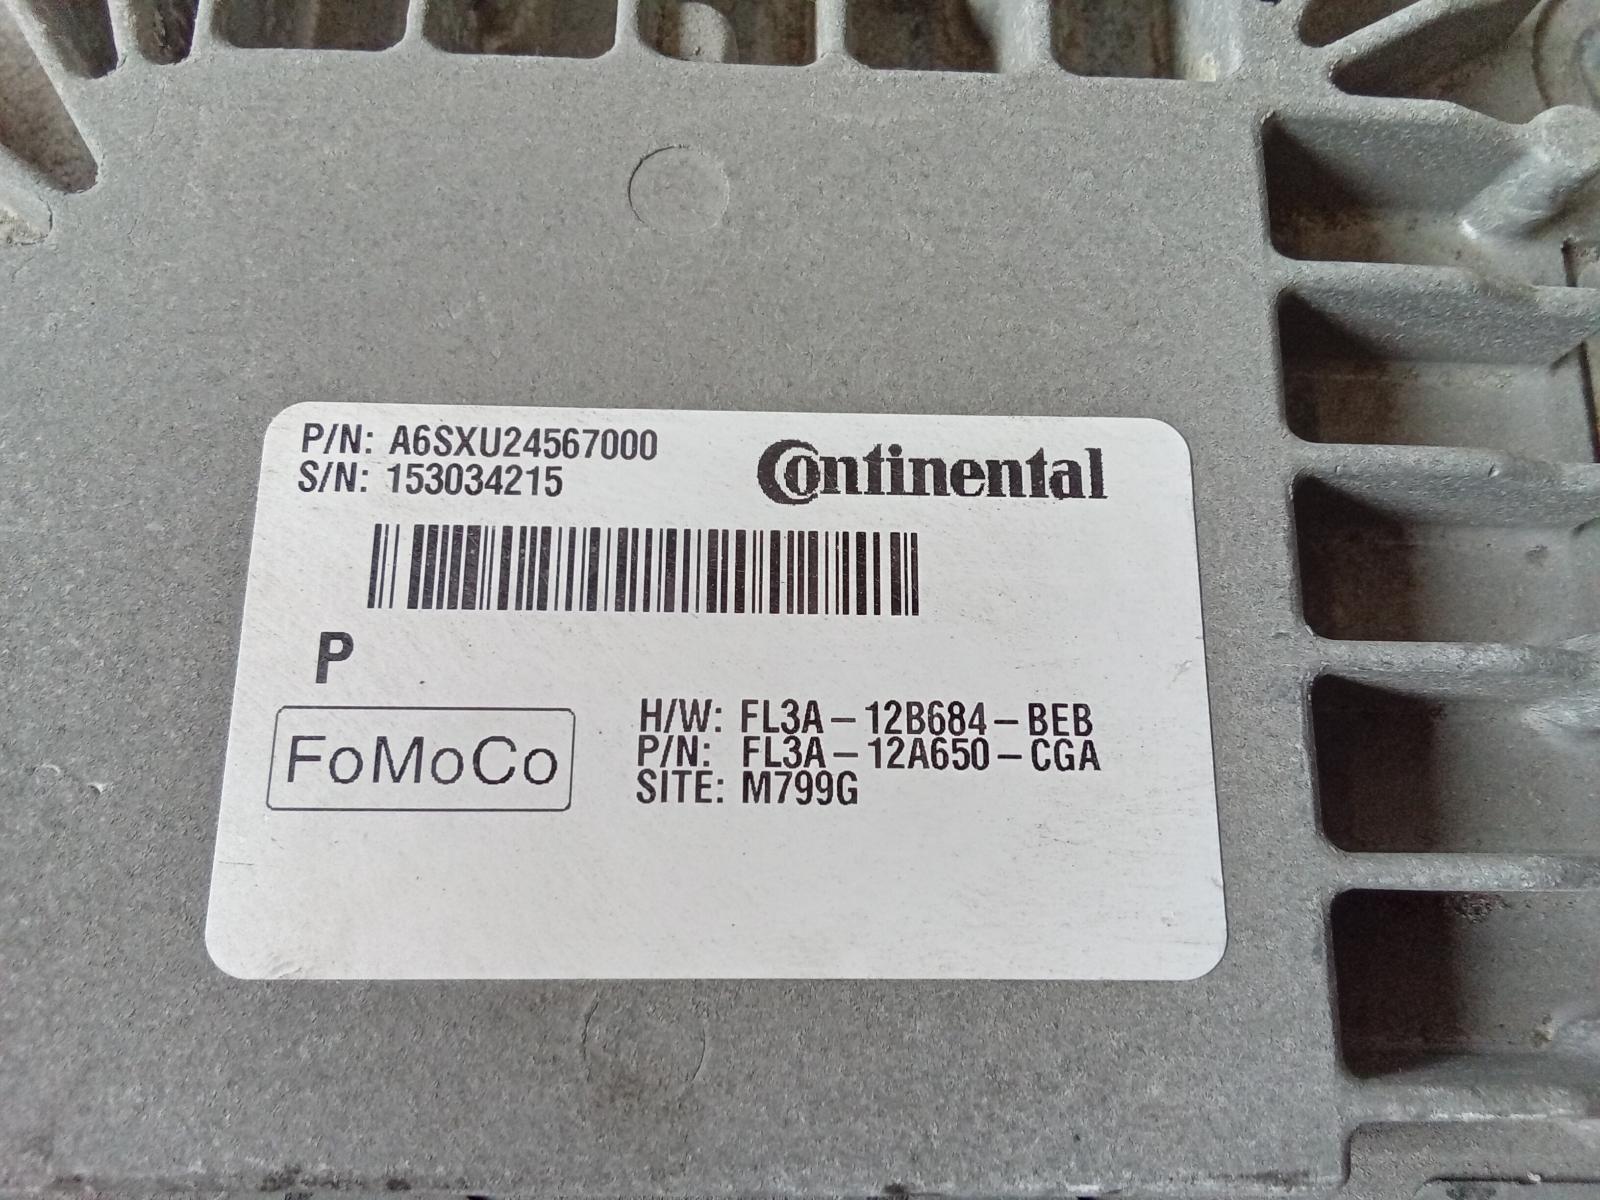 P/N: A6SXU24567000
S/N: 153034215
Continental
P
FoMoCo
H/W: FL3A-12B684-BEB
P/N: FL3A-12A650-CGA
SITE: M799G